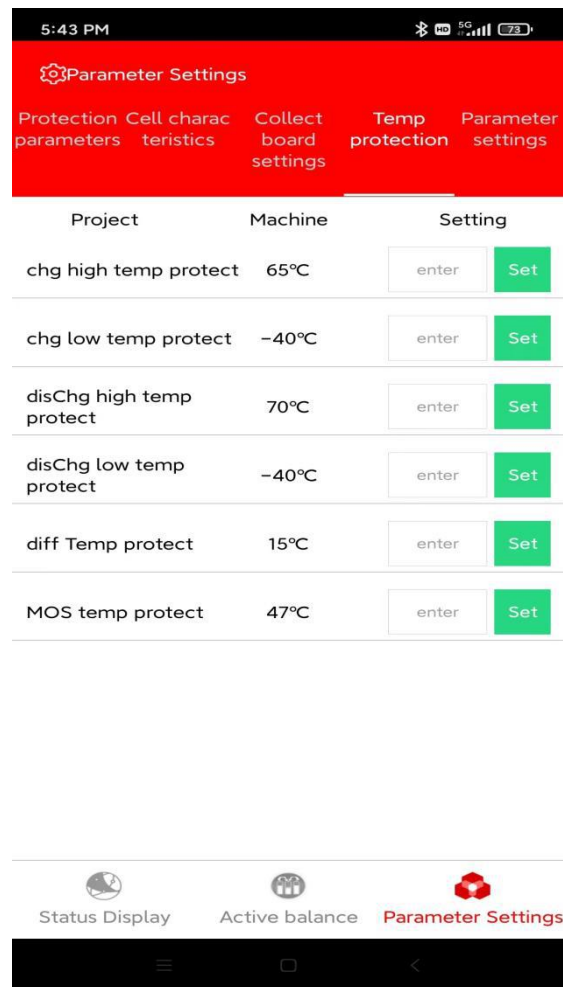 5:43 PM
HD 5G 73
Parameter Settings
Protection Cell charac Collect Temp Parameter
parameters teristics board protection settings
settings
Project Machine Setting
chg high temp protect 65℃ enter Set
chg low temp protect -40℃ enter Set
disChg high temp
protect 70℃ enter Set
disChg low temp
protect -40℃ enter Set
diff Temp protect 15℃ enter Set
MOS temp protect 47℃ enter Set
Status Display Active balance Parameter Settings